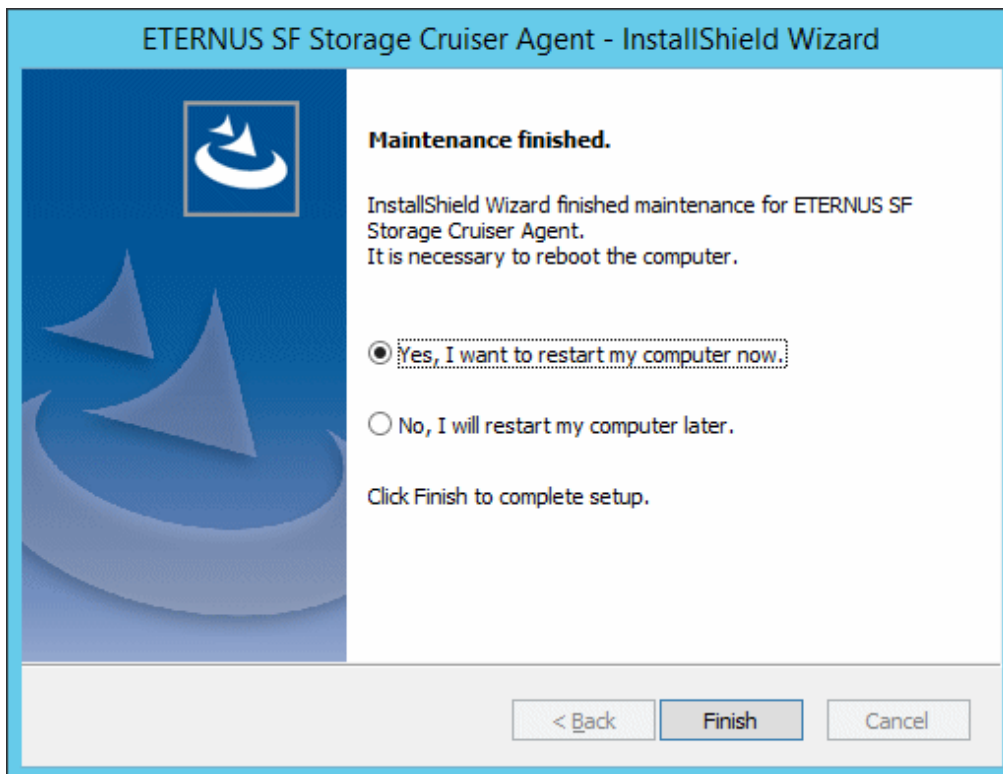 ETERNUS SF Storage Cruiser Agent - InstallShield Wizard
Maintenance finished.
InstallShield Wizard finished maintenance for ETERNUS SF
Storage Cruiser Agent.
It is necessary to reboot the computer.
Yes, I want to restart my computer now.
No, I will restart my computer later.
Click Finish to complete setup.
< Back
Finish
Cancel